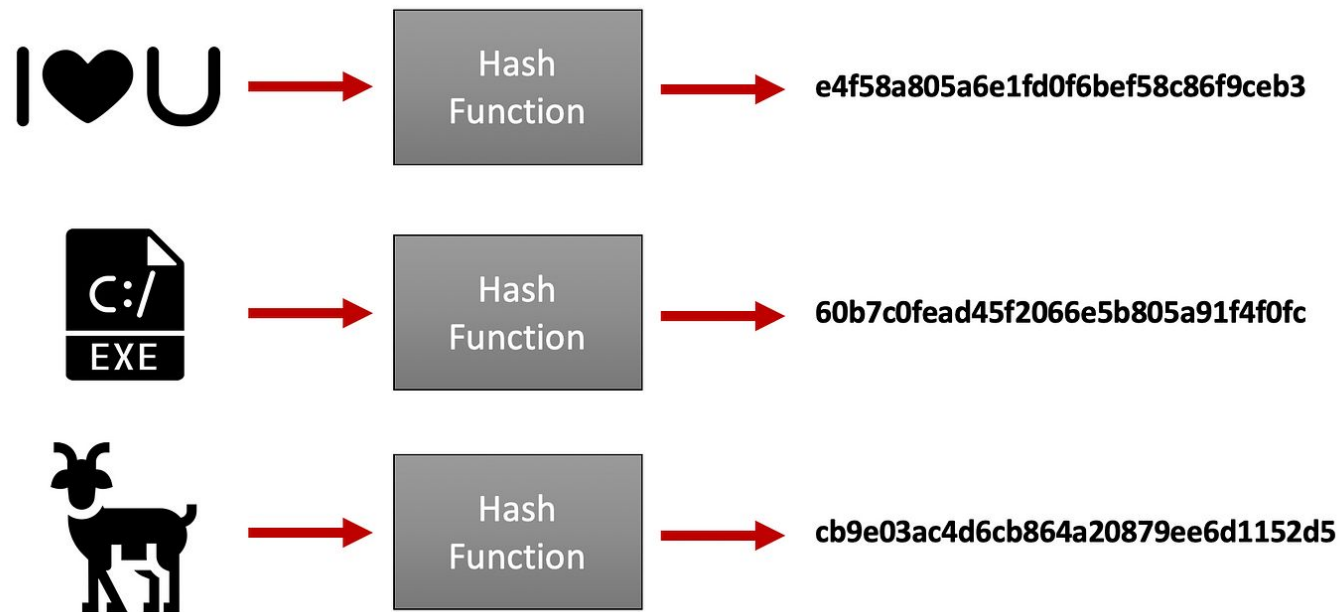 I♥U
Hash
Function
e4f58a805a6e1fd0f6bef58c86f9ceb3
C:/
EXE
Hash
Function
60b7c0fead45f2066e5b805a91f4f0fc
Hash
Function
cb9e03ac4d6cb864a20879ee6d1152d5